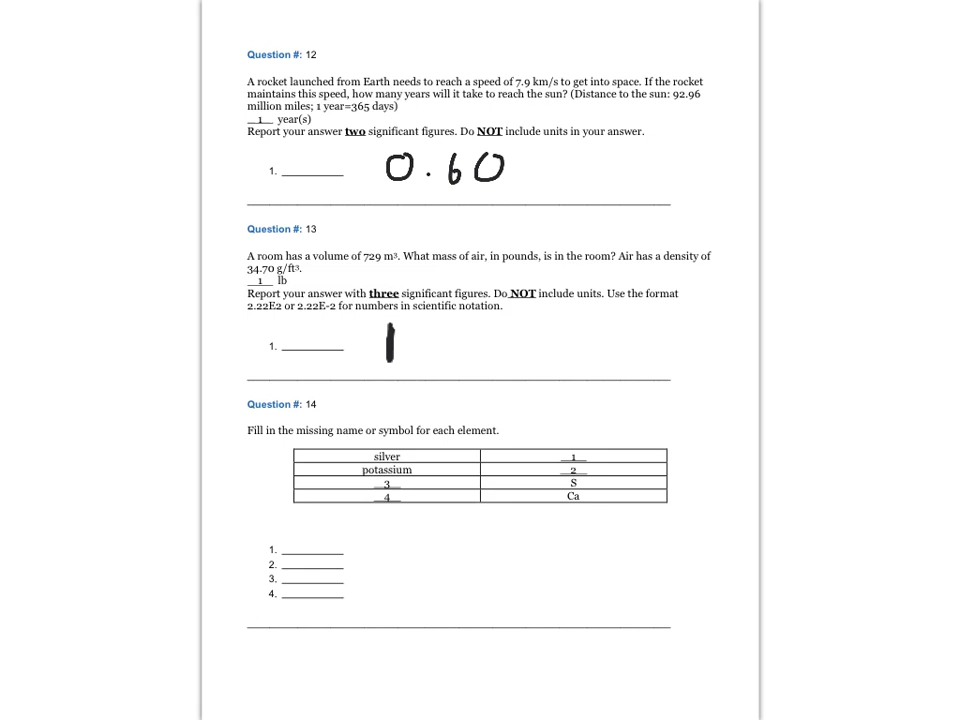 Question #: 12
A rocket launched from Earth needs to reach a speed of 7.9 km/s to get into space. If the rocket
maintains this speed, how many years will it take to reach the sun? (Distance to the sun: 92.96
million miles; 1 year=365 days)
__1__ year(s)
Report your answer two significant figures. Do NOT include units in your answer.
1. __________ 0.60
Question #: 13
A room has a volume of 729 m³. What mass of air, in pounds, is in the room? Air has a density of
34.70 g/ft³.
__1__ lb
Report your answer with three significant figures. Do NOT include units. Use the format
2.22E2 or 2.22E-2 for numbers in scientific notation.
1. __________ 1
Question #: 14
Fill in the missing name or symbol for each element.
silver __1__
potassium __2__
__3__ S
__4__ Ca
1. __________
2. __________
3. __________
4. __________